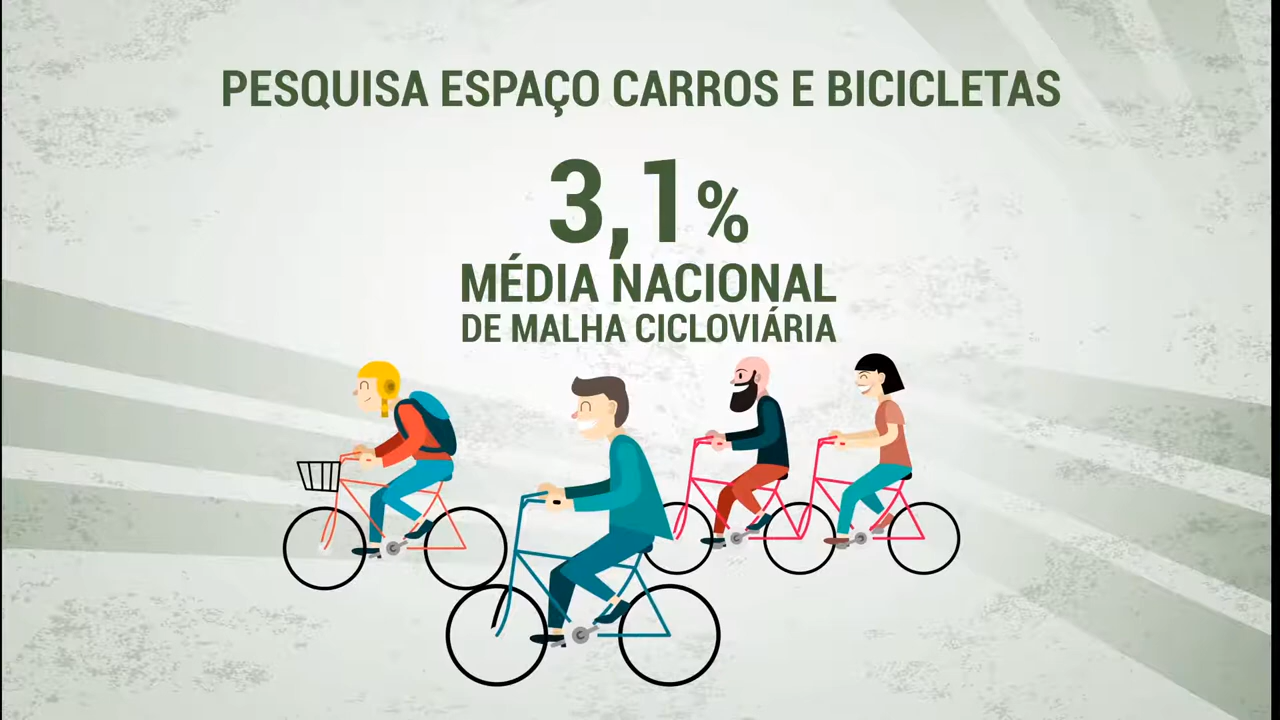 PESQUISA ESPAÇO CARROS E BICICLETAS
3,1%
MÉDIA NACIONAL
DE MALHA CICLOVIÁRIA